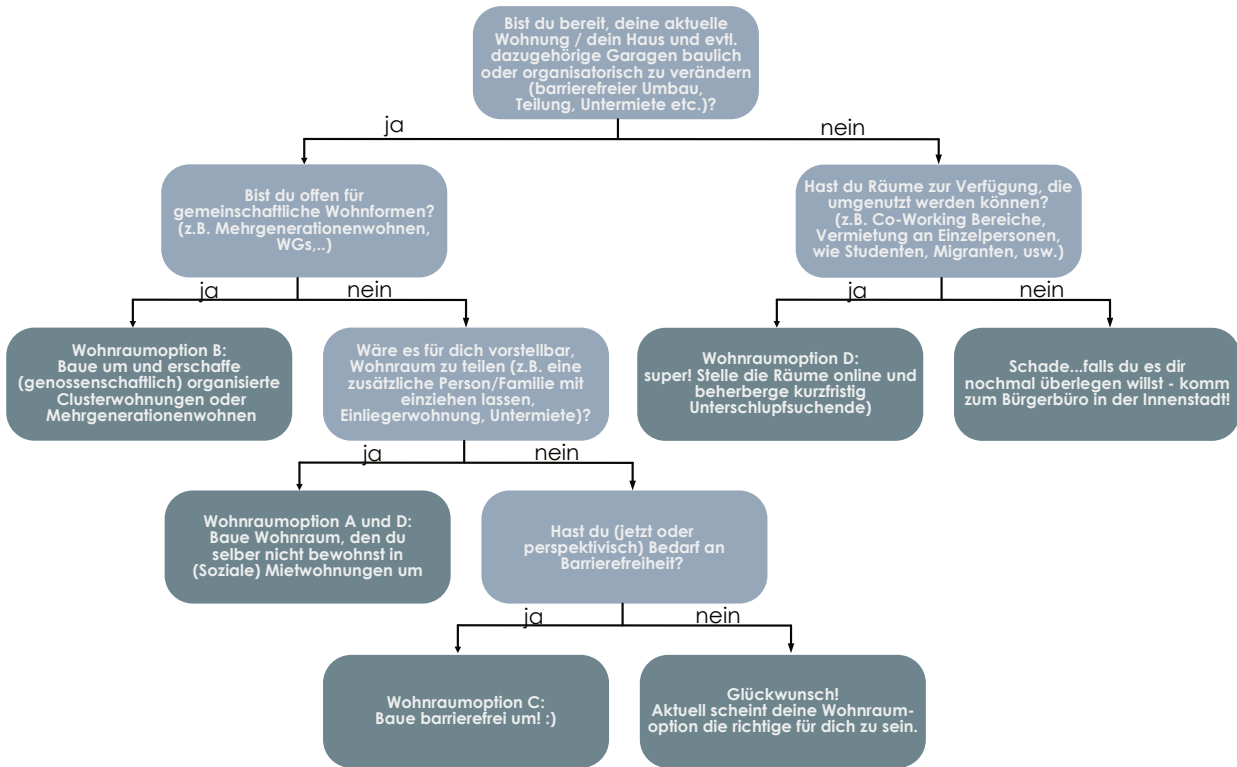 Bist du bereit, deine aktuelle
Wohnung / dein Haus und evtl.
dazugehörige Garagen baulich
oder organisatorisch zu verändern
(barrierefreier Umbau,
Teilung, Untermiete etc.)?
ja
nein
Bist du offen für
gemeinschaftliche Wohnformen?
(z.B. Mehrgenerationenwohnen,
WGs,..)
Hast du Räume zur Verfügung, die
umgenutzt werden können?
(z.B. Co-Working Bereiche,
Vermietung an Einzelpersonen,
wie Studenten, Migranten, usw.)
ja
nein
ja
nein
Wohnraumoption B:
Baue um und erschaffe
(genossenschaftlich) organisierte
Clusterwohnungen oder
Mehrgenerationenwohnen
Wäre es für dich vorstellbar,
Wohnraum zu teilen (z.B. eine
zusätzliche Person/Familie mit
einziehen lassen,
Einliegerwohnung, Untermiete)?
Wohnraumoption D:
super! Stelle die Räume online und
beherberge kurzfristig
Unterschlupfsuchende)
Schade...falls du es dir
nochmal überlegen willst - komm
zum Bürgerbüro in der Innenstadt!
ja
nein
Wohnraumoption A und D:
Baue Wohnraum, den du
selber nicht bewohnst in
(Soziale) Mietwohnungen um
Hast du (jetzt oder
perspektivisch) Bedarf an
Barrierefreiheit?
ja
nein
Wohnraumoption C:
Baue barrierefrei um! :)
Glückwunsch!
Aktuell scheint deine Wohnraum-
option die richtige für dich zu sein.